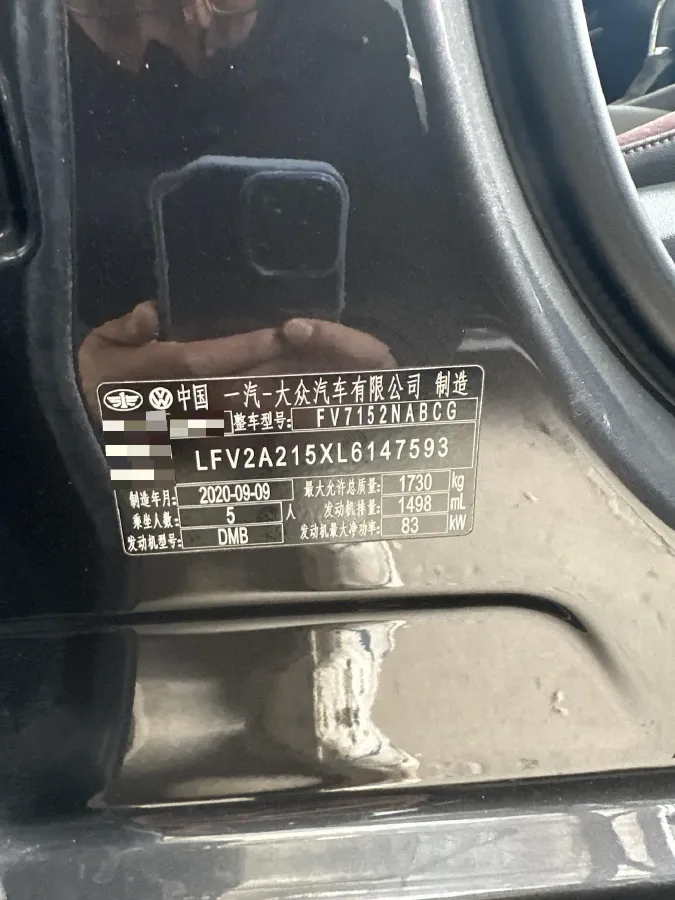 中国 一汽-大众汽车有限公司 制造
整车型号: FV7152NABCG
LFV2A215XL6147593
制造年月: 2020-09-09 最大允许总质量: 1730 kg
乘坐人数: 5 人 发动机排量: 1498 mL
发动机型号: DMB 发动机最大净功率: 83 kW